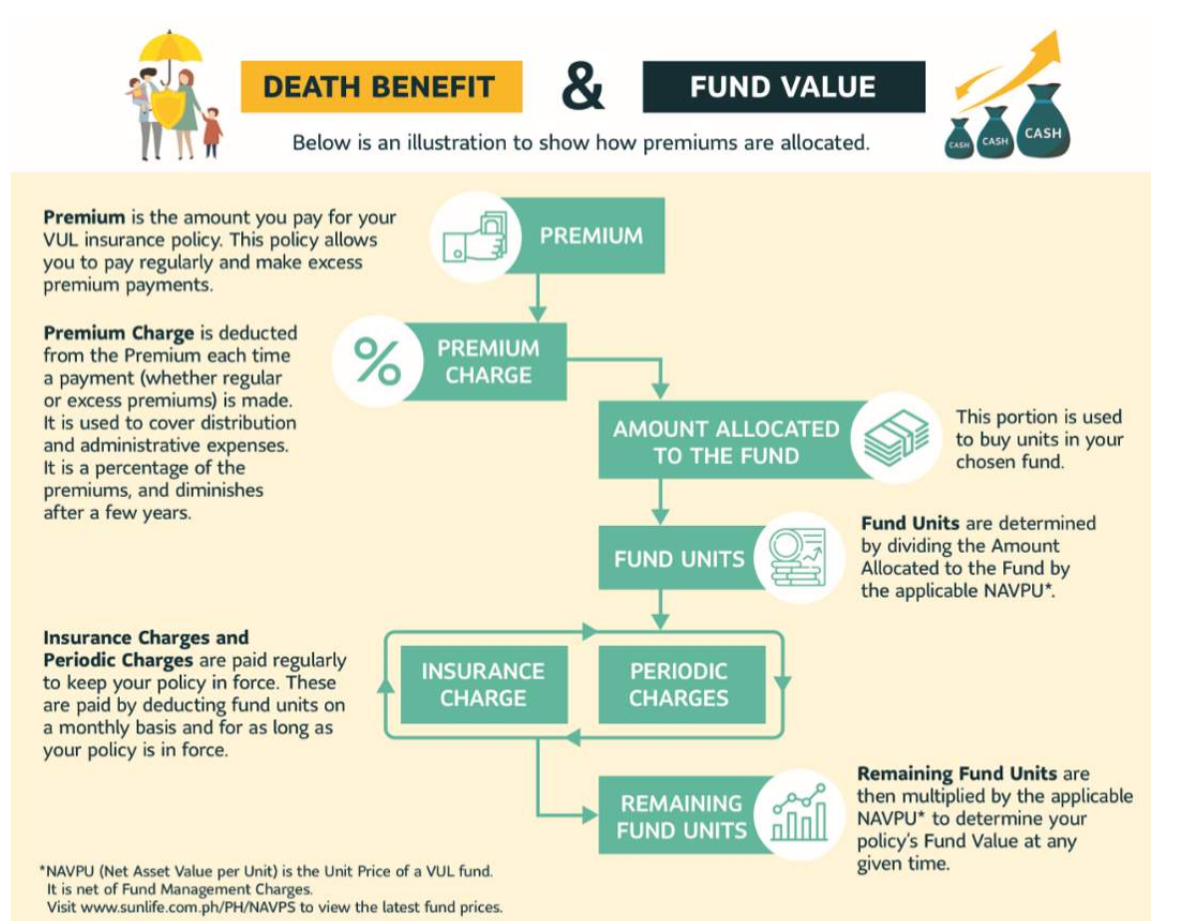 DEATH BENEFIT & FUND VALUE
Below is an illustration to show how premiums are allocated.
CASH
CASH
CASH
Premium is the amount you pay for your
VUL insurance policy. This policy allows
you to pay regularly and make excess
premium payments.
PREMIUM
Premium Charge is deducted
from the Premium each time
a payment (whether regular
or excess premiums) is made.
It is used to cover distribution
and administrative expenses.
It is a percentage of the
premiums, and diminishes
after a few years.
%
PREMIUM
CHARGE
AMOUNT ALLOCATED
TO THE FUND
This portion is used
to buy units in your
chosen fund.
FUND UNITS
Fund Units are determined
by dividing the Amount
Allocated to the Fund by
the applicable NAVPU*.
Insurance Charges and
Periodic Charges are paid regularly
to keep your policy in force. These
are paid by deducting fund units on
a monthly basis and for as long as
your policy is in force.
INSURANCE
CHARGE
PERIODIC
CHARGES
REMAINING
FUND UNITS
Remaining Fund Units are
then multiplied by the applicable
NAVPU* to determine your
policy's Fund Value at any
given time.
*NAVPU (Net Asset Value per Unit) is the Unit Price of a VUL fund.
It is net of Fund Management Charges.
Visit www.sunlife.com.ph/PH/NAVPS to view the latest fund prices.